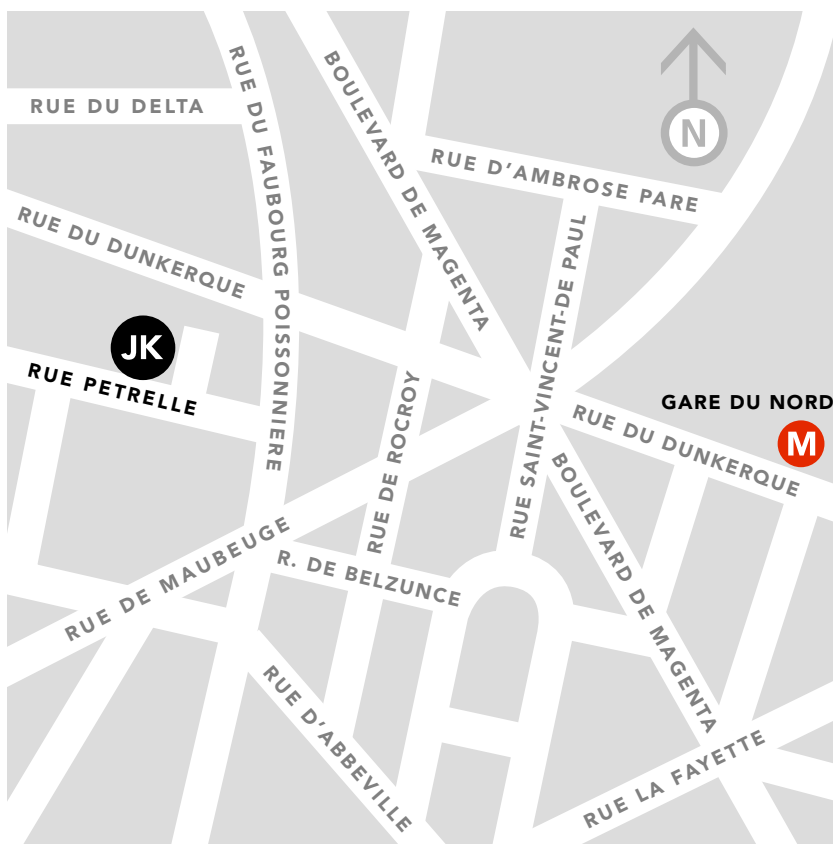 RUE DU DELTA
RUE DU FAUBOURG POISSONNIERE
BOULEVARD DE MAGENTA
N
RUE D'AMBROSE PARE
RUE DU DUNKERQUE
RUE SAINT-VINCENT-DE PAUL
JK
RUE PETRELLE
RUE DE ROCROY
GARE DU NORD
M
RUE DU DUNKERQUE
RUE DE MAUBEUGE
R. DE BELZUNCE
BOULEVARD DE MAGENTA
RUE D'ABBEVILLE
RUE LA FAYETTE